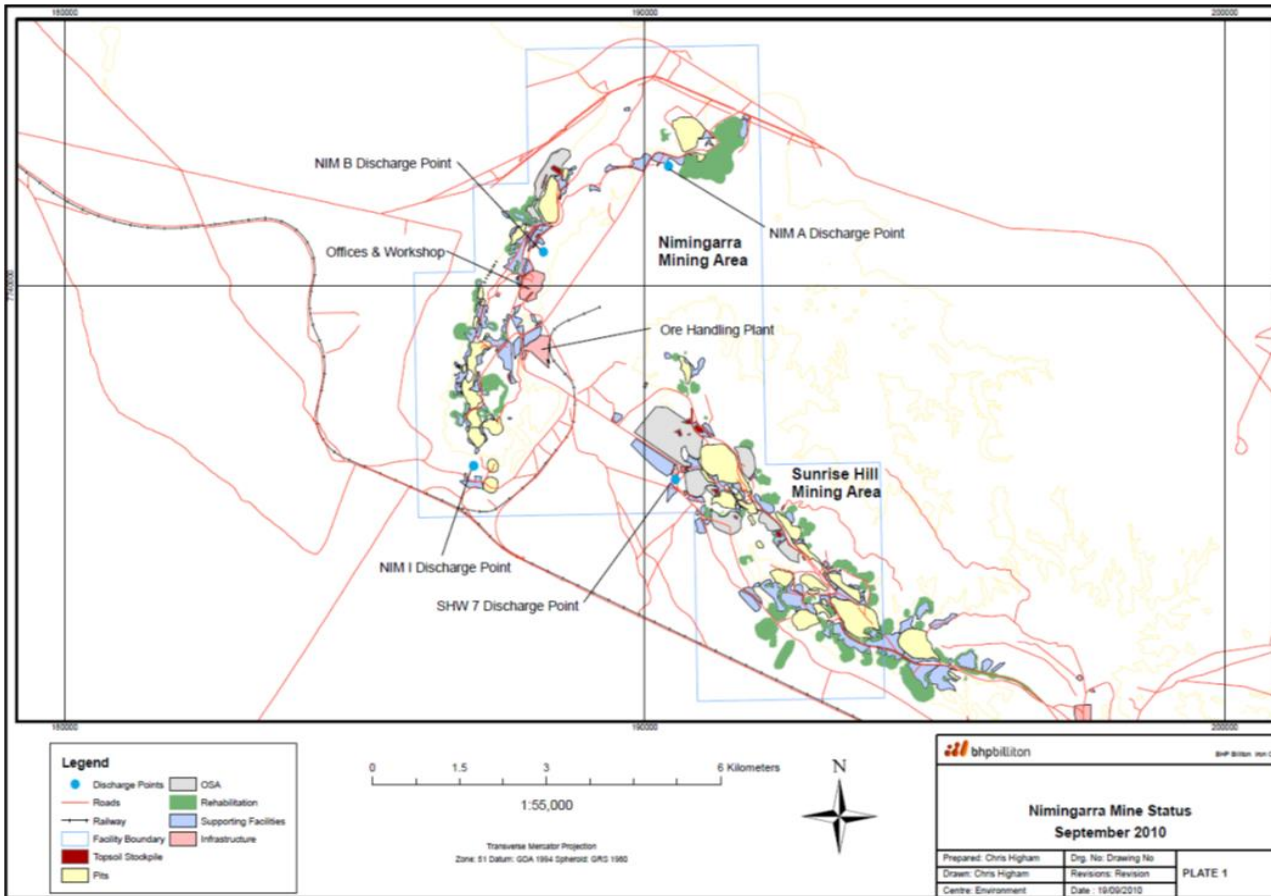 180000
190000
200000
NIM B Discharge Point
NIM A Discharge Point
Nimingarra
Mining Area
Offices & Workshop
7740000
Ore Handling Plant
Sunrise Hill
Mining Area
NIM I Discharge Point
SHW 7 Discharge Point
180000
190000
200000
Legend
Discharge Points
Roads
Railway
Facility Boundary
Topsoil Stockpile
Pits
OSA
Rehabilitation
Supporting Facilities
Infrastructure
0 1.5 3 6 Kilometers
1:55,000
Transverse Mercator Projection
Zone: 51 Datum: GDA 1994 Spheroid: GRS 1980
N
bhpbilliton
BHP Billiton Iron
Nimingarra Mine Status
September 2010
Prepared: Chris Higham
Drg. No: Drawing No
Drawn: Chris Higham
Revisions: Revision
Centre: Environment
Date : 19/09/2010
PLATE 1